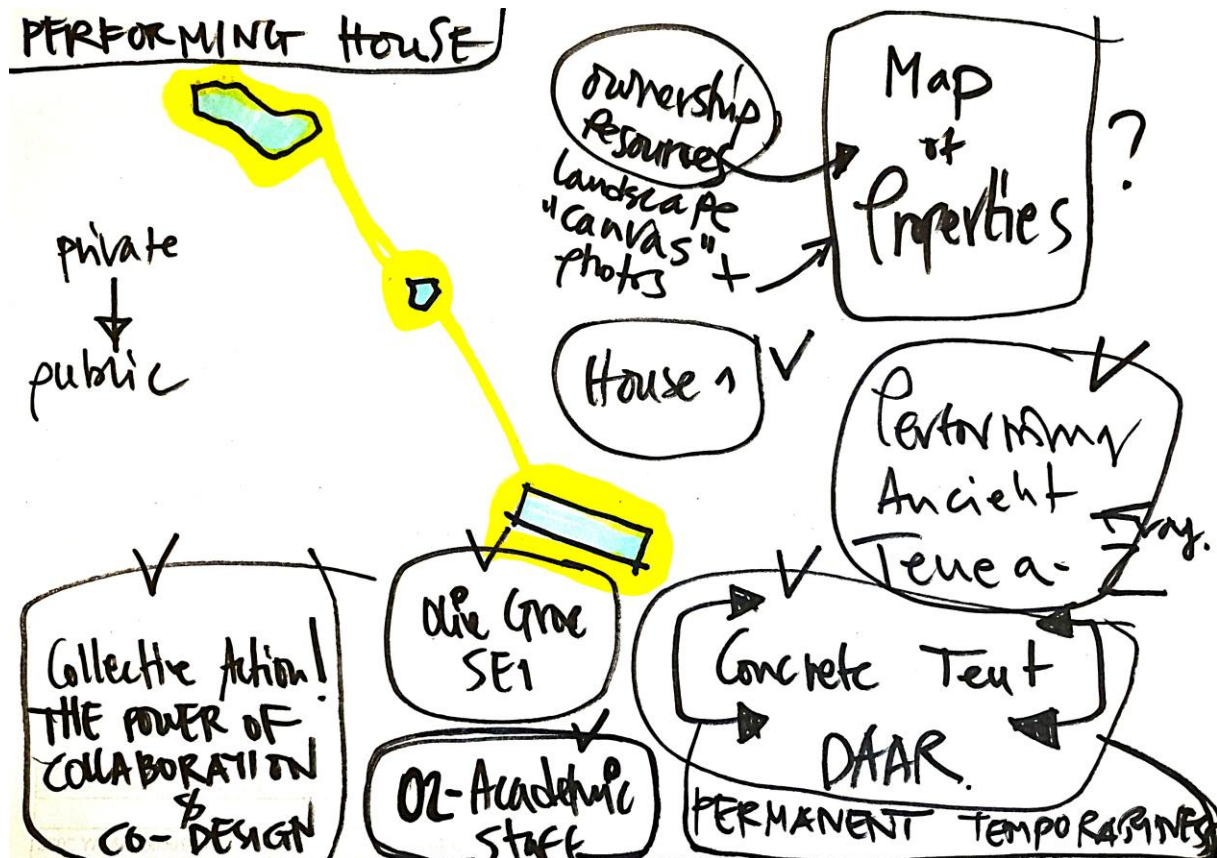 PERFORMING HOUSE
private
public
ownership
resources
landscape
"canvas"
photos +
Map
of
Properties
?
House 1
Performing
Ancient
Tenea-
Collective Action!
THE POWER OF
COLLABORATION
&
CO-DESIGN
Olive Grove
SE1
02-Academic
Staff
Concrete Tent
DAAR.
PERMANENT